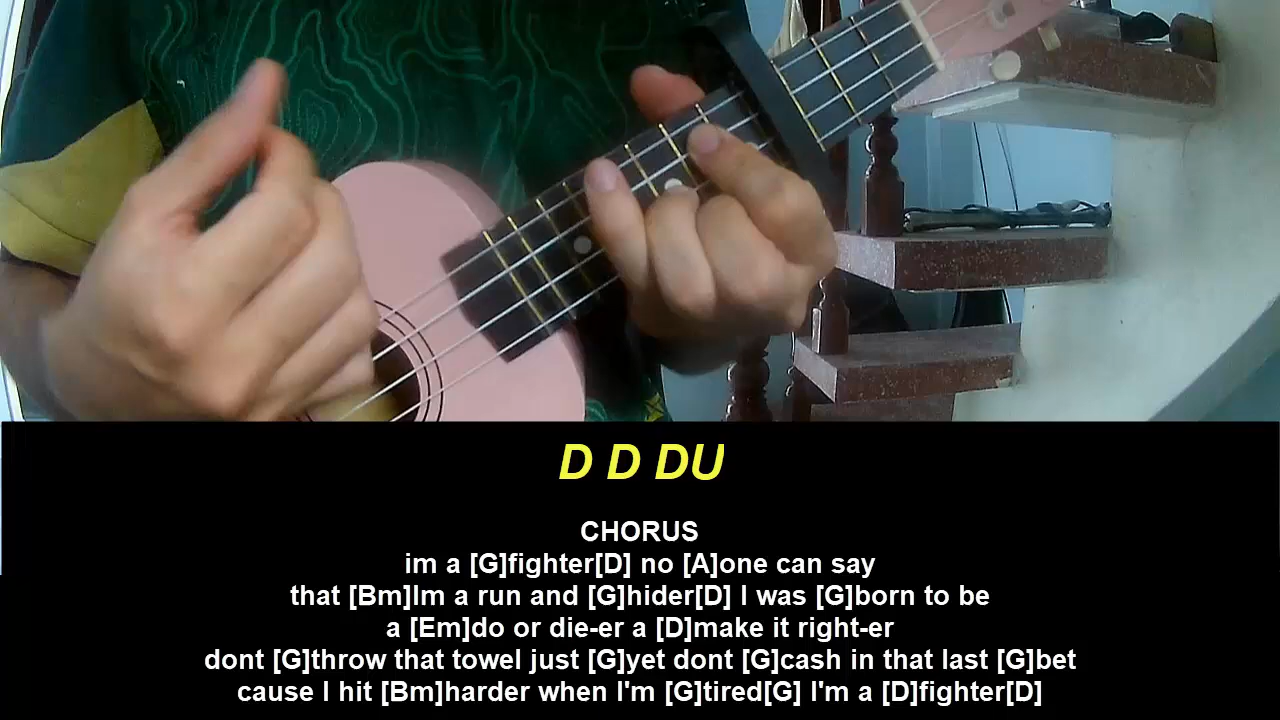 D D DU
CHORUS
im a [G]fighter[D] no [A]one can say
that [Bm]Im a run and [G]hider[D] I was [G]born to be
a [Em]do or die-er a [D]make it right-er
dont [G]throw that towel just [G]yet dont [G]cash in that last [G]bet
cause I hit [Bm]harder when I'm [G]tired[G] I'm a [D]fighter[D]